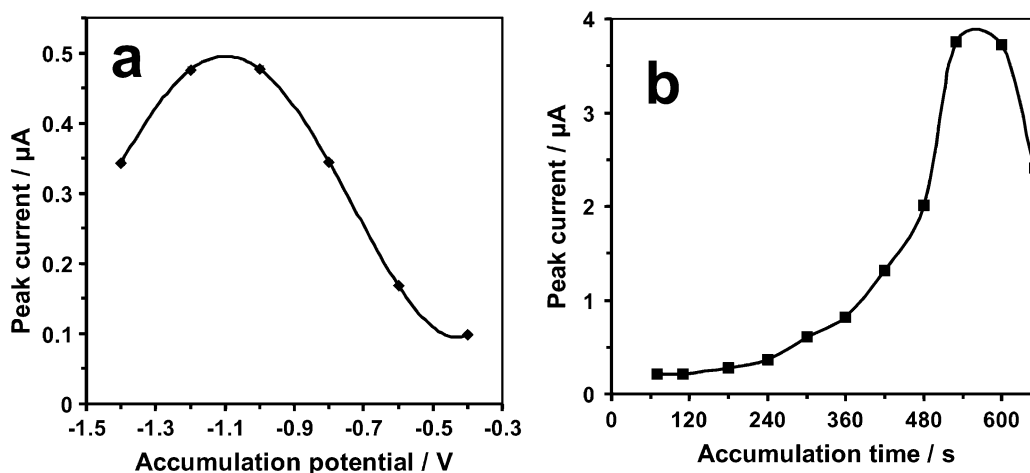 a
Peak current / µA
0.5
0.4
0.3
0.2
0.1
0
-1.5 -1.3 -1.1 -0.9 -0.7 -0.5 -0.3
Accumulation potential / V
b
Peak current / µA
4
3
2
1
0
0 120 240 360 480 600
Accumulation time / s